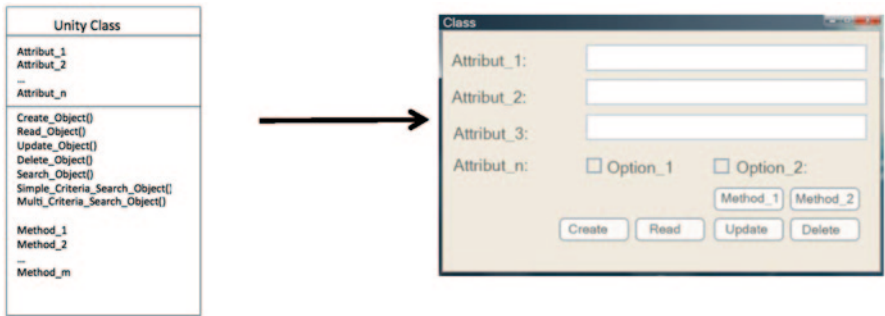 Unity Class
Attribut_1
Attribut_2
...
Attribut_n
Create_Object()
Read_Object()
Update_Object()
Delete_Object()
Search_Object()
Simple_Criteria_Search_Object()
Multi_Criteria_Search_Object()
Method_1
Method_2
...
Method_m
Class
Attribut_1:
Attribut_2:
Attribut_3:
Attribut_n: Option_1 Option_2:
Method_1 Method_2
Create Read Update Delete